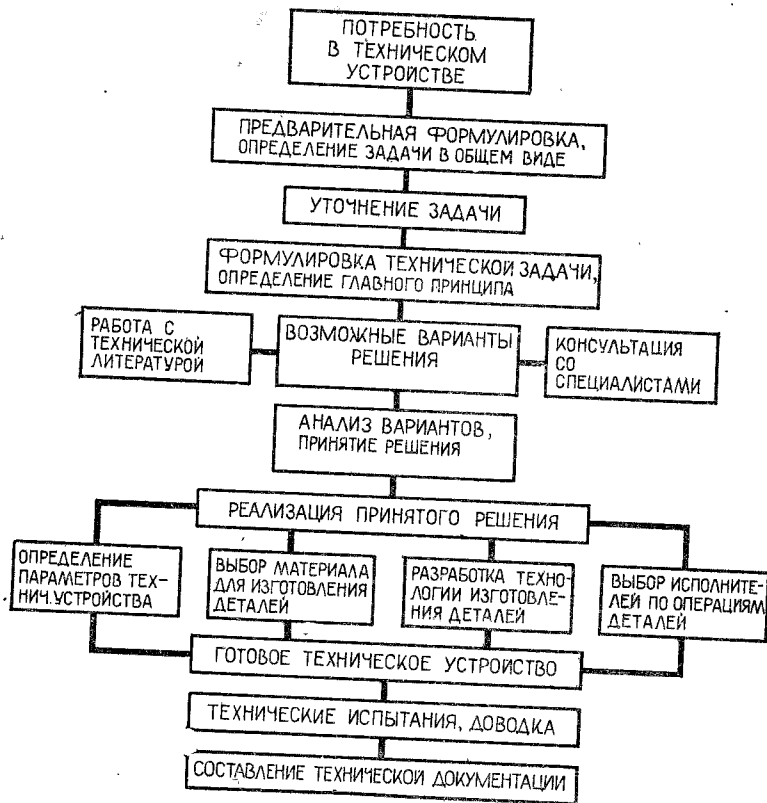 ПОТРЕБНОСТЬ
В ТЕХНИЧЕСКОМ
УСТРОЙСТВЕ
ПРЕДВАРИТЕЛЬНАЯ ФОРМУЛИРОВКА,
ОПРЕДЕЛЕНИЕ ЗАДАЧИ В ОБЩЕМ ВИДЕ
УТОЧНЕНИЕ ЗАДАЧИ
ФОРМУЛИРОВКА ТЕХНИЧЕСКОЙ ЗАДАЧИ,
ОПРЕДЕЛЕНИЕ ГЛАВНОГО ПРИНЦИПА
РАБОТА С
ТЕХНИЧЕСКОЙ
ЛИТЕРАТУРОЙ
ВОЗМОЖНЫЕ ВАРИАНТЫ
РЕШЕНИЯ
КОНСУЛЬТАЦИЯ
СО
СПЕЦИАЛИСТАМИ
АНАЛИЗ ВАРИАНТОВ,
ПРИНЯТИЕ РЕШЕНИЯ
РЕАЛИЗАЦИЯ ПРИНЯТОГО РЕШЕНИЯ
ОПРЕДЕЛЕНИЕ
ПАРАМЕТРОВ ТЕХ-
НИЧ. УСТРОЙСТВА
ВЫБОР МАТЕРИАЛА
ДЛЯ ИЗГОТОВЛЕНИЯ
ДЕТАЛЕЙ
РАЗРАБОТКА ТЕХНО-
ЛОГИИ ИЗГОТОВЛЕ-
НИЯ ДЕТАЛЕЙ
ВЫБОР ИСПОЛНИТЕ-
ЛЕЙ ПО ОПЕРАЦИЯМ
ДЕТАЛЕЙ
ГОТОВОЕ ТЕХНИЧЕСКОЕ УСТРОЙСТВО
ТЕХНИЧЕСКИЕ ИСПЫТАНИЯ, ДОВОДКА
СОСТАВЛЕНИЕ ТЕХНИЧЕСКОЙ ДОКУМЕНТАЦИИ